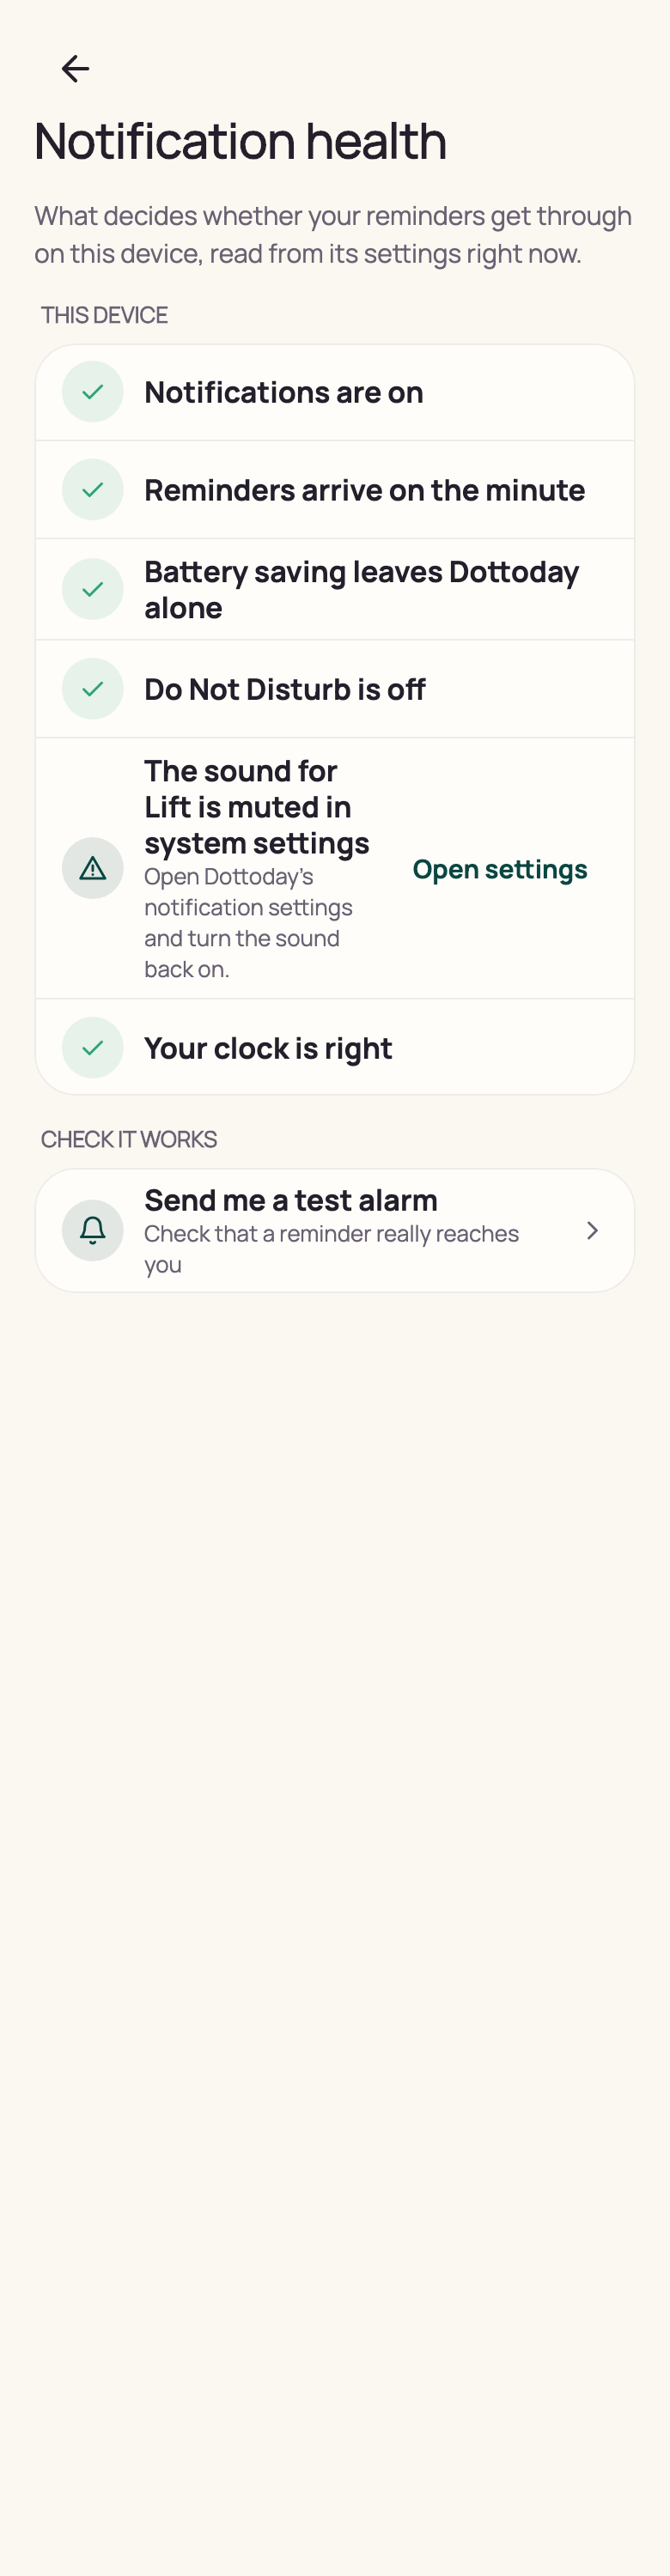 Notification health
What decides whether your reminders get through
on this device, read from its settings right now.
THIS DEVICE
Notifications are on
Reminders arrive on the minute
Battery saving leaves Dottoday
alone
Do Not Disturb is off
The sound for
Lift is muted in
system settings
Open Dottoday’s
notification settings
and turn the sound
back on.
Open settings
Your clock is right
CHECK IT WORKS
Send me a test alarm
Check that a reminder really reaches
you